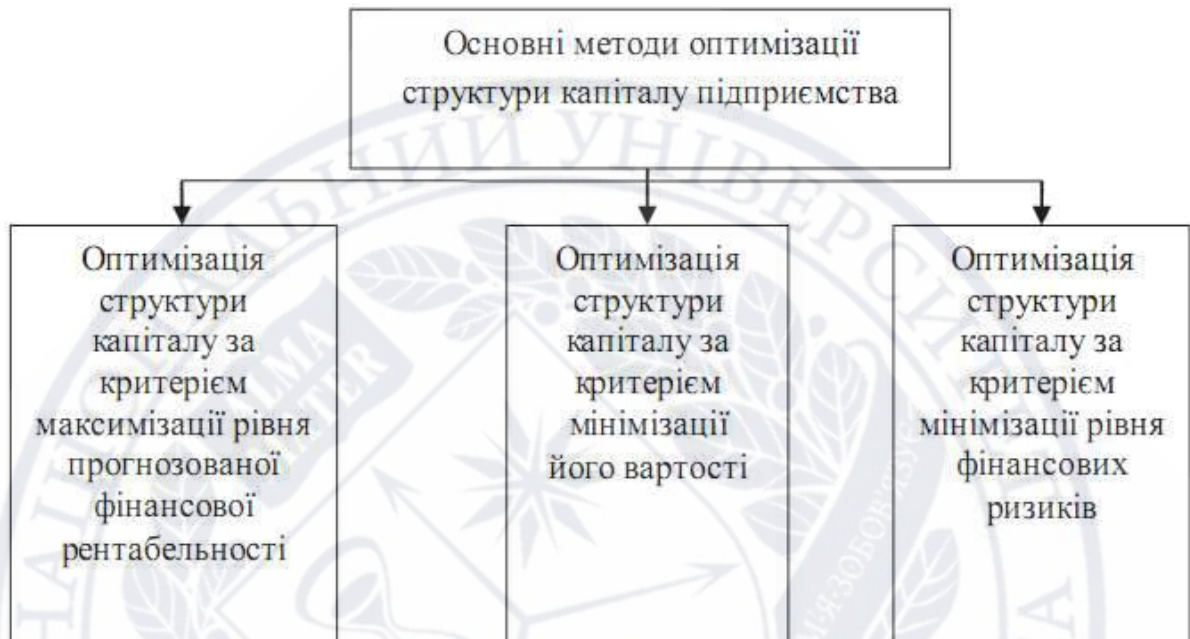 Основні методи оптимізації
структури капіталу підприємства
Оптимізація
структури
капіталу за
критерієм
максимізації рівня
прогнозованої
фінансової
рентабельності
Оптимізація
структури
капіталу за
критерієм
мінімізації
його вартості
Оптимізація
структури
капіталу за
критерієм
мінімізації рівня
фінансових
ризиків